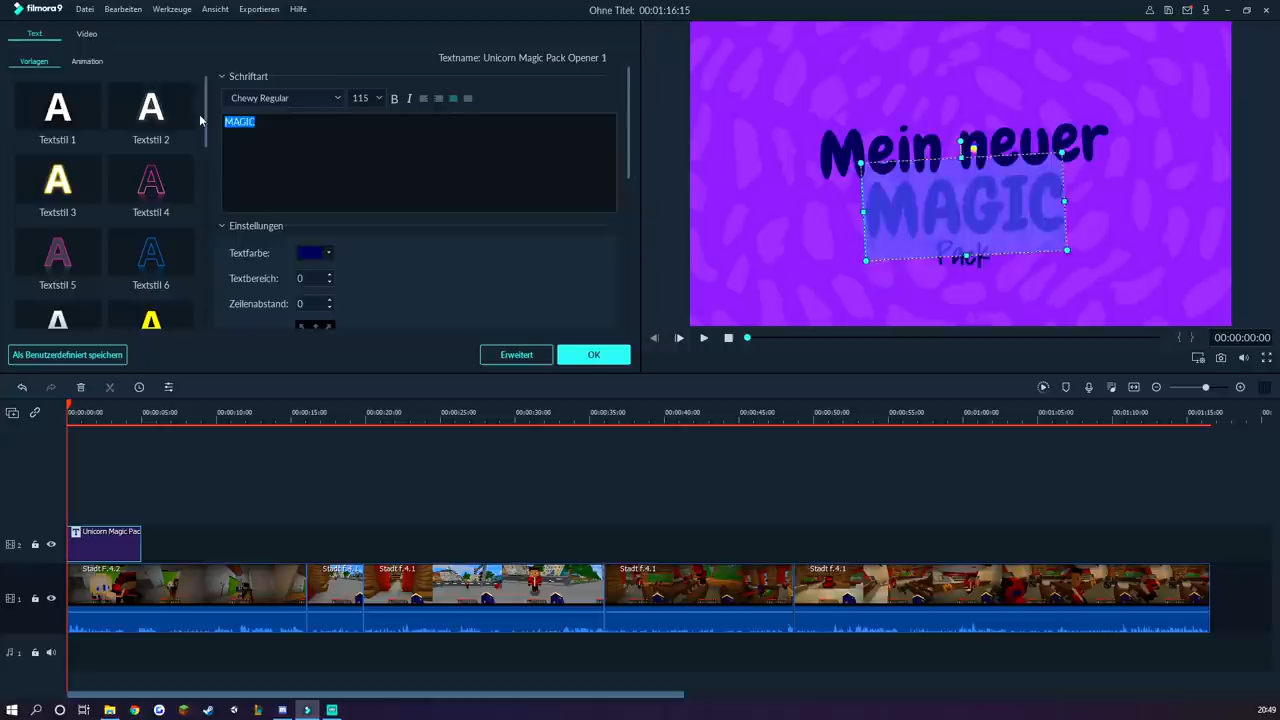 filmora9 Datei Bearbeiten Werkzeuge Ansicht Exportieren Hilfe Ohne Titel: 00:01:16:15
Text Video
Vorlagen Animation Textname: Unicorn Magic Pack Opener 1
Schriftart
Chewy Regular 115 B I
MAGIC
A A
Textstil 1 Textstil 2
A A
Textstil 3 Textstil 4
A A
Textstil 5 Textstil 6
Einstellungen
Textfarbe:
Textbereich: 0
Zeilenabstand: 0
Als Benutzerdefiniert speichern Erweitert OK
Mein neuer
MAGIC
Pack
{ } 00:00:00:00
00:00:00:00 00:00:05:00 00:00:10:00 00:00:15:00 00:00:20:00 00:00:25:00 00:00:30:00 00:00:35:00 00:00:40:00 00:00:45:00 00:00:50:00 00:00:55:00 00:01:00:00 00:01:05:00 00:01:10:00 00:01:15:00 00:
2 T Unicorn Magic Pac
1 Stadt F.4.2 Stadt F.4.1 Stadt F.4.1 Stadt F.4.1
1
20:49